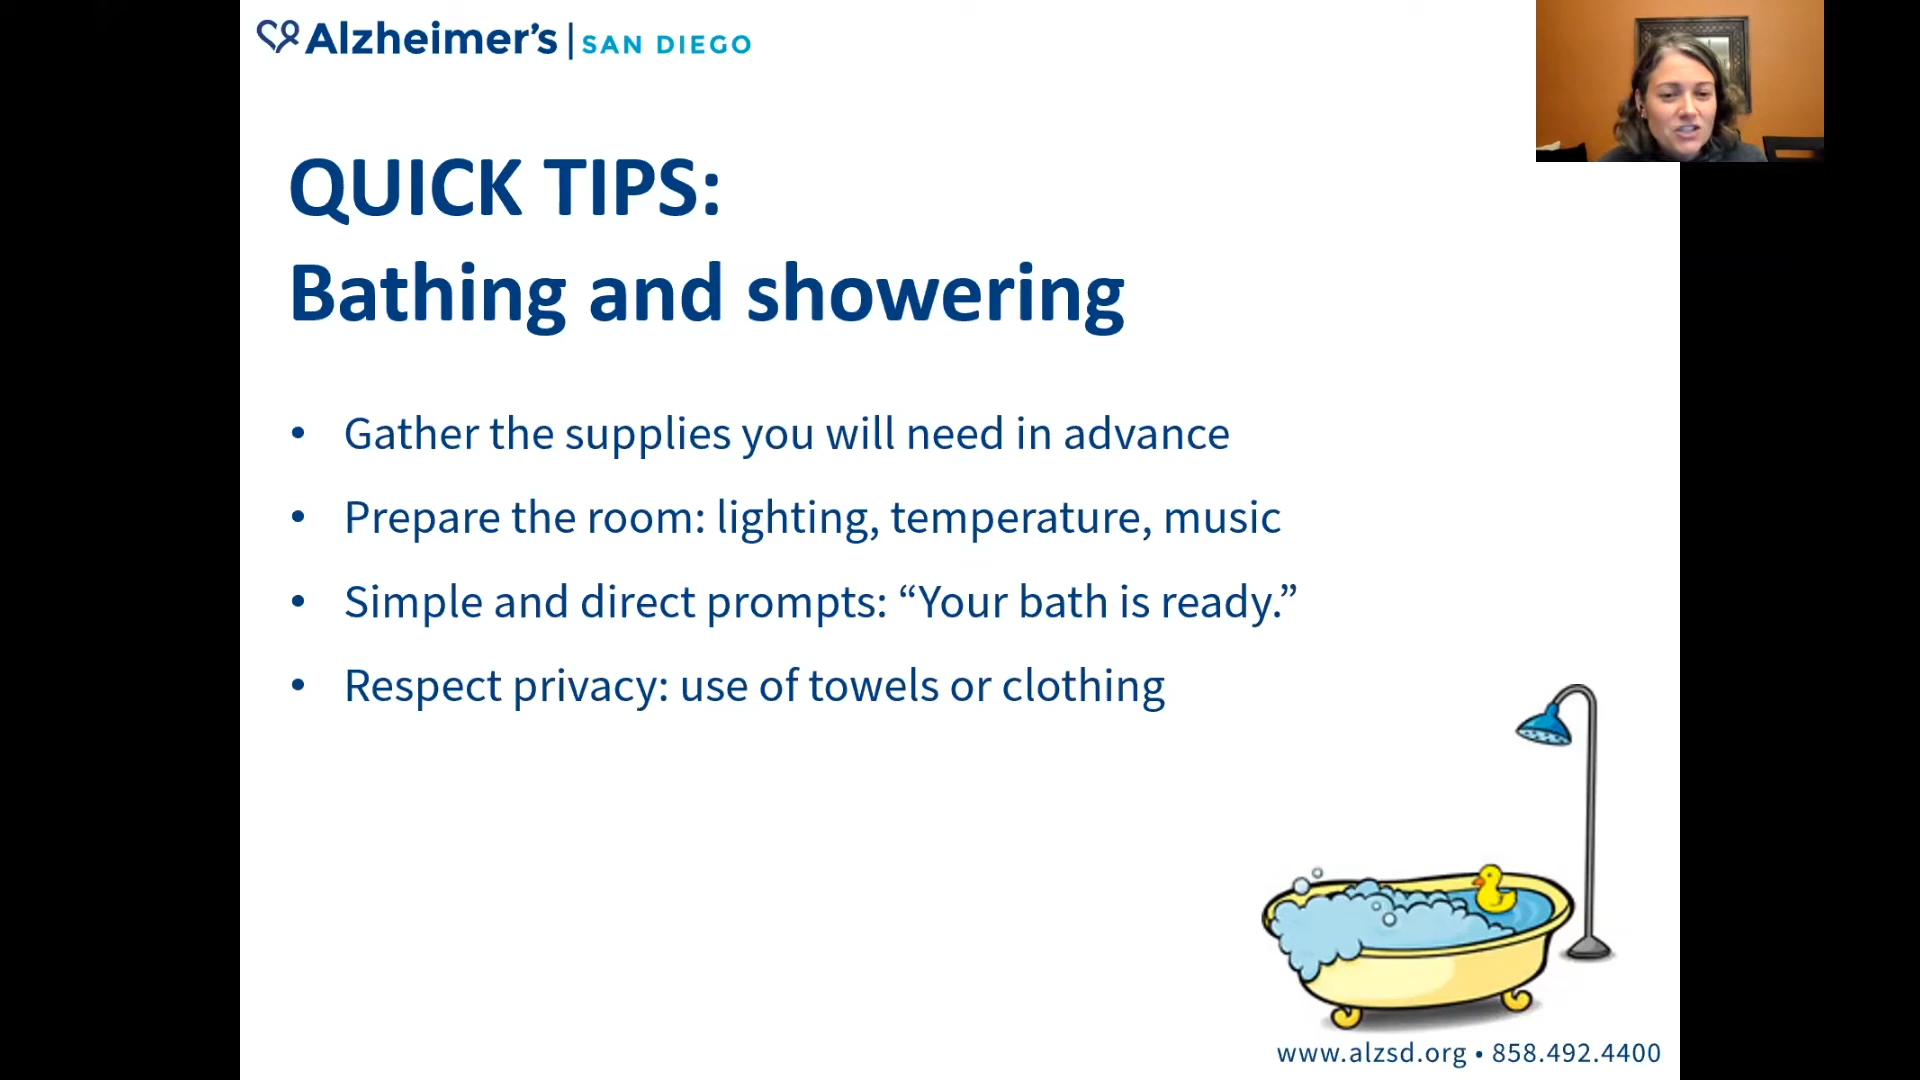 Alzheimer's | SAN DIEGO
QUICK TIPS:
Bathing and showering
• Gather the supplies you will need in advance
• Prepare the room: lighting, temperature, music
• Simple and direct prompts: “Your bath is ready.”
• Respect privacy: use of towels or clothing
www.alzsd.org • 858.492.4400